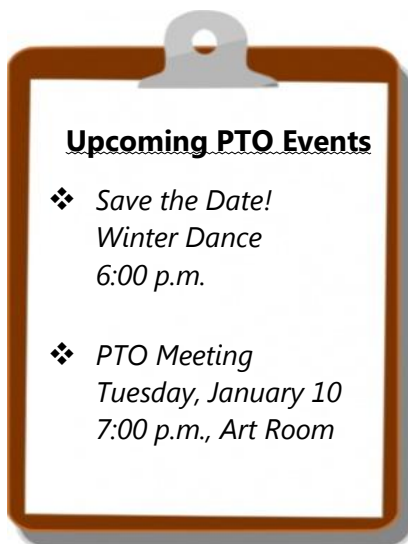 Upcoming PTO Events
❖ Save the Date!
Winter Dance
6:00 p.m.
❖ PTO Meeting
Tuesday, January 10
7:00 p.m., Art Room